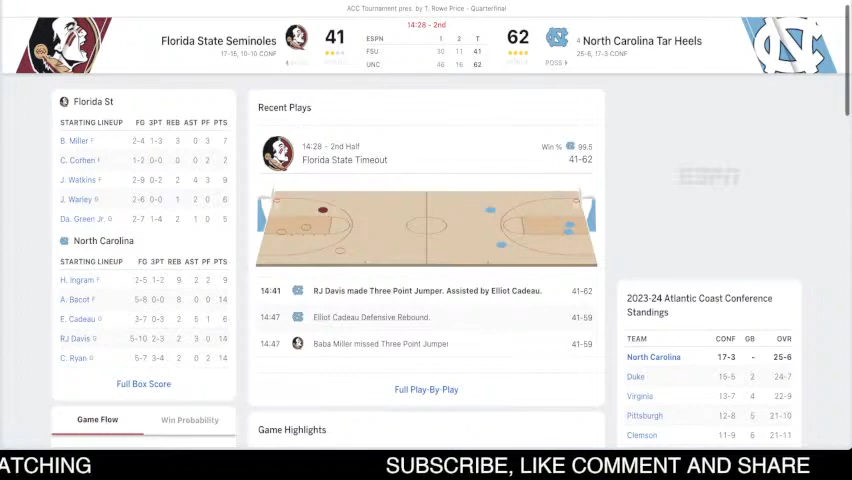 ACC Tournament pres. by T. Rowe Price - Quarterfinal
Florida State Seminoles
17-15, 10-10 CONF
41
14:28 - 2nd
ESPN 1 2 T
FSU 30 11 41
UNC 46 16 62
62
POSS
4 North Carolina Tar Heels
25-6, 17-3 CONF
Florida St
STARTING LINEUP FG 3PT REB AST PF PTS
B. Miller F 2-4 1-3 3 0 3 7
C. Corhen F 1-2 0-0 0 0 2 2
J. Watkins F 2-9 0-2 2 4 3 9
J. Warley G 2-6 0-0 1 2 0 6
Da. Green Jr. G 2-7 1-4 2 1 0 5
North Carolina
STARTING LINEUP FG 3PT REB AST PF PTS
H. Ingram F 2-5 1-2 9 2 2 9
A. Bacot F 5-8 0-0 8 0 0 14
E. Cadeau G 3-7 0-3 2 5 1 6
RJ Davis G 5-10 2-3 2 3 0 14
C. Ryan G 5-7 3-4 2 0 2 14
Full Box Score
Game Flow
Win Probability
Recent Plays
14:28 - 2nd Half
Florida State Timeout
Win % 99.5
41-62
14:41 RJ Davis made Three Point Jumper. Assisted by Elliot Cadeau. 41-62
14:47 Elliot Cadeau Defensive Rebound. 41-59
14:47 Baba Miller missed Three Point Jumper 41-59
Full Play-By-Play
Game Highlights
ESPN
2023-24 Atlantic Coast Conference
Standings
TEAM CONF GB OVR
North Carolina 17-3 - 25-6
Duke 15-5 2 24-7
Virginia 13-7 4 22-9
Pittsburgh 12-8 5 21-10
Clemson 11-9 6 21-11
ATCHING
SUBSCRIBE, LIKE COMMENT AND SHARE